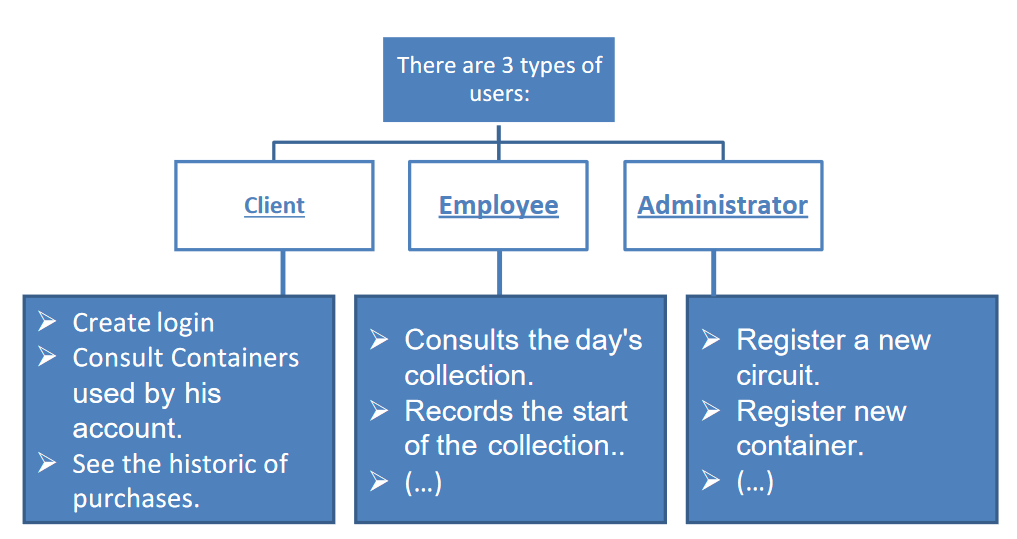 There are 3 types of
users:
Client
Employee
Administrator
➢ Create login
➢ Consult Containers
used by his
account.
➢ See the historic of
purchases.
➢ Consults the day's
collection.
➢ Records the start
of the collection..
➢ (...)
➢ Register a new
circuit.
➢ Register new
container.
➢ (...)